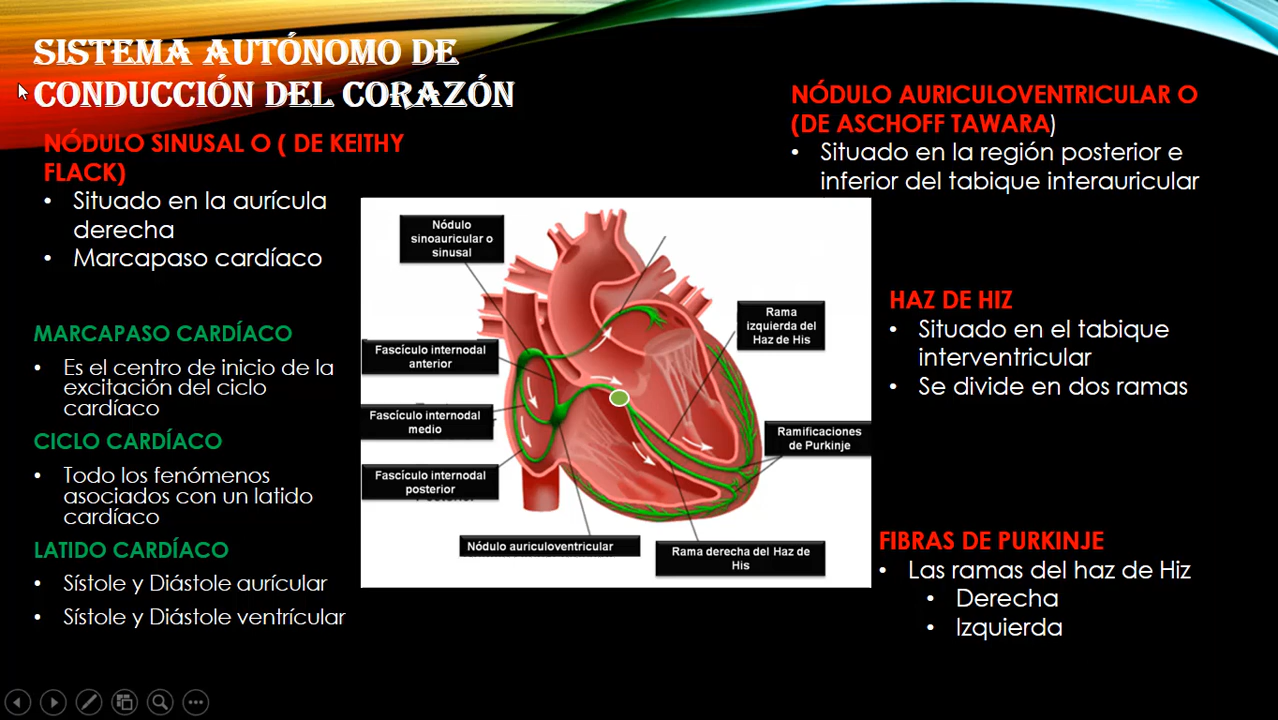 SISTEMA AUTÓNOMO DE
CONDUCCIÓN DEL CORAZÓN
NÓDULO SINUSAL O ( DE KEITHY
FLACK)
• Situado en la aurícula
derecha
• Marcapaso cardíaco
MARCAPASO CARDÍACO
• Es el centro de inicio de la
excitación del ciclo
cardíaco
CICLO CARDÍACO
• Todo los fenómenos
asociados con un latido
cardíaco
LATIDO CARDÍACO
• Sístole y Diástole aurícular
• Sístole y Diástole ventrícular
Nódulo
sinoauricular o
sinusal
Fascículo internodal
anterior
Fascículo internodal
medio
Fascículo internodal
posterior
Nódulo auriculoventricular
Rama derecha del Haz de
His
Rama
izquierda del
Haz de His
Ramificaciones
de Purkinje
NÓDULO AURICULOVENTRICULAR O
(DE ASCHOFF TAWARA)
• Situado en la región posterior e
inferior del tabique interauricular
HAZ DE HIZ
• Situado en el tabique
interventricular
• Se divide en dos ramas
FIBRAS DE PURKINJE
• Las ramas del haz de Hiz
• Derecha
• Izquierda